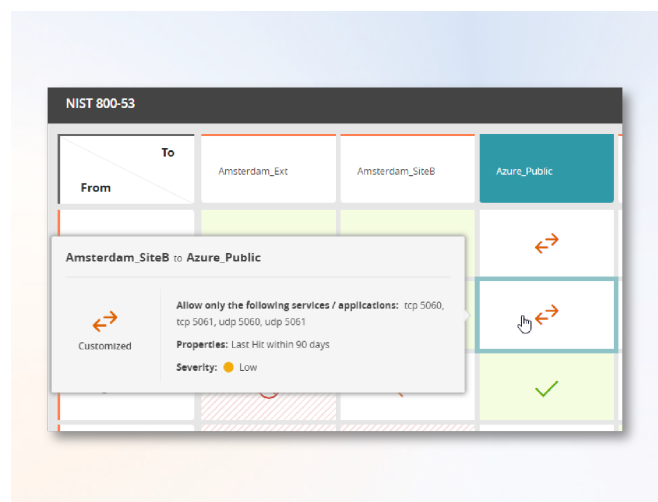 NIST 800-53
To
From
Amsterdam_Ext
Amsterdam_SiteB
Azure_Public
Amsterdam_SiteB to Azure_Public
Customized
Allow only the following services / applications: tcp 5060,
tcp 5061, udp 5060, udp 5061
Properties: Last Hit within 90 days
Severity: Low